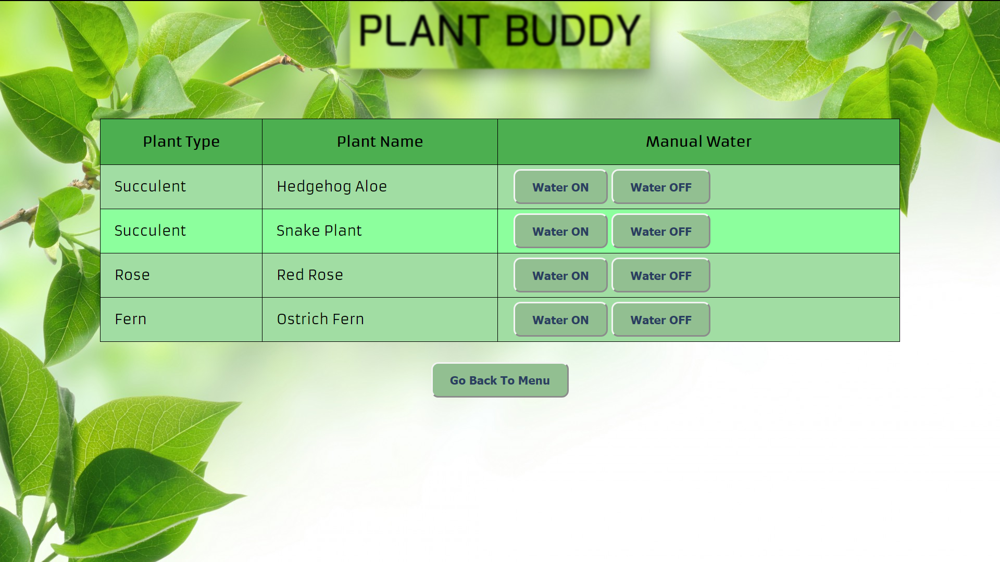 PLANT BUDDY
Plant Type Plant Name Manual Water
Succulent Hedgehog Aloe Water ON Water OFF
Succulent Snake Plant Water ON Water OFF
Rose Red Rose Water ON Water OFF
Fern Ostrich Fern Water ON Water OFF
Go Back To Menu